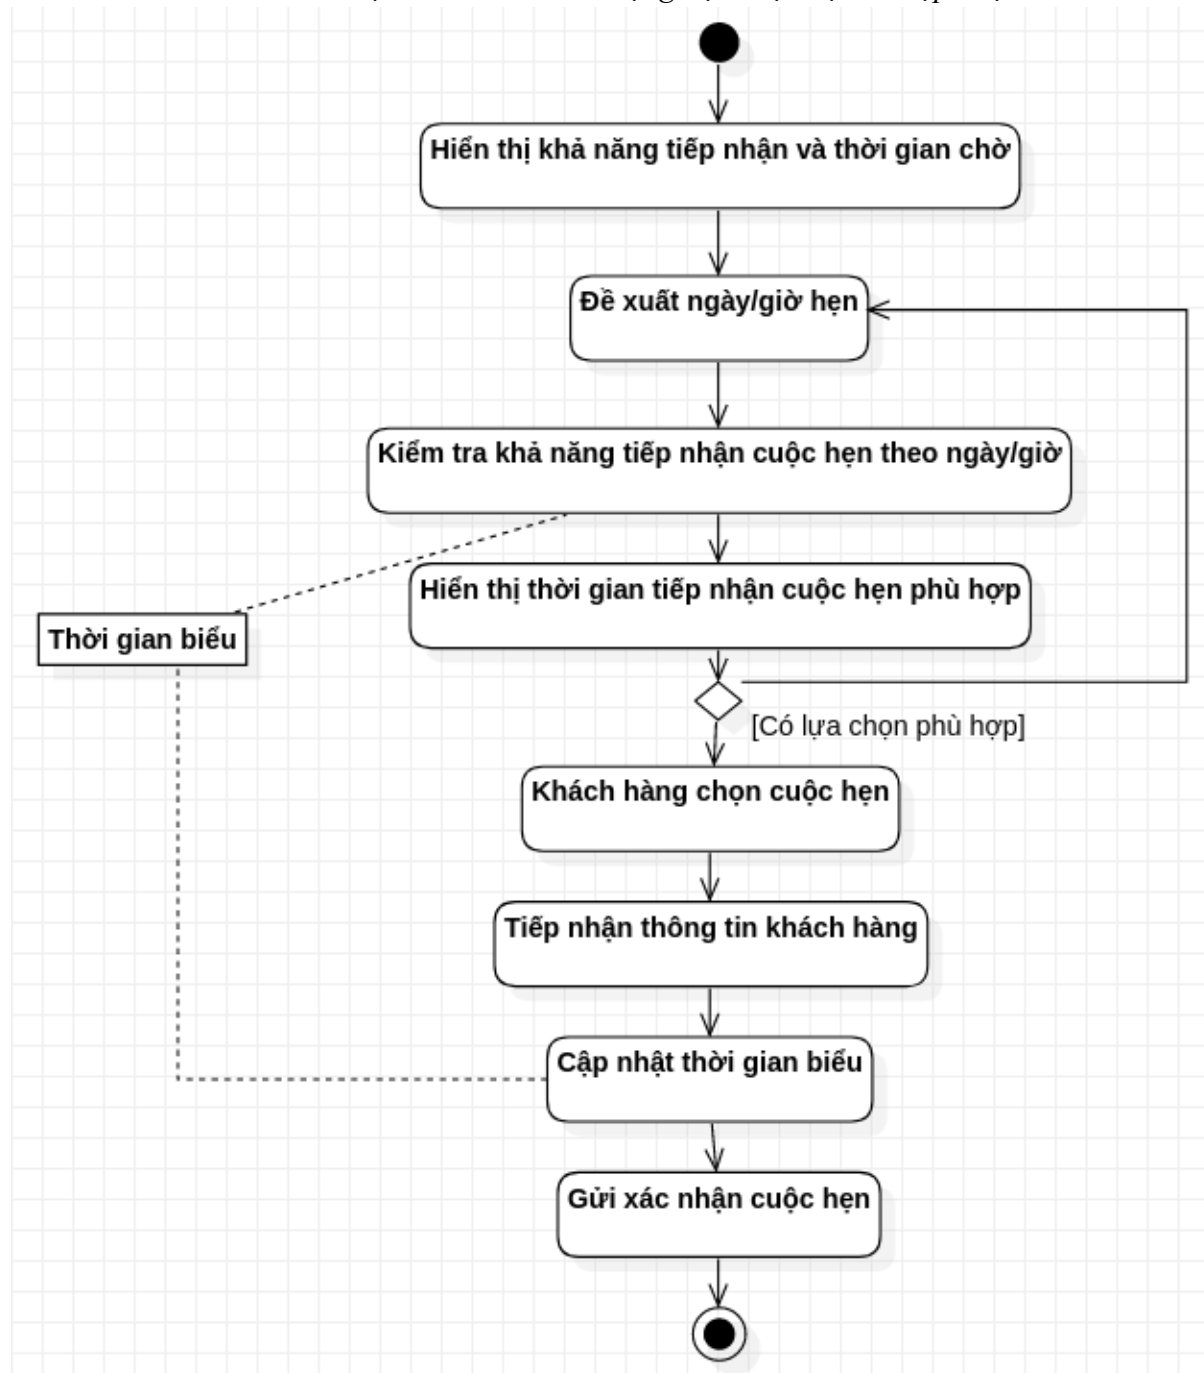 Hiển thị khả năng tiếp nhận và thời gian chờ
Đề xuất ngày/giờ hẹn
Kiểm tra khả năng tiếp nhận cuộc hẹn theo ngày/giờ
Hiển thị thời gian tiếp nhận cuộc hẹn phù hợp
Thời gian biểu
[Có lựa chọn phù hợp]
Khách hàng chọn cuộc hẹn
Tiếp nhận thông tin khách hàng
Cập nhật thời gian biểu
Gửi xác nhận cuộc hẹn